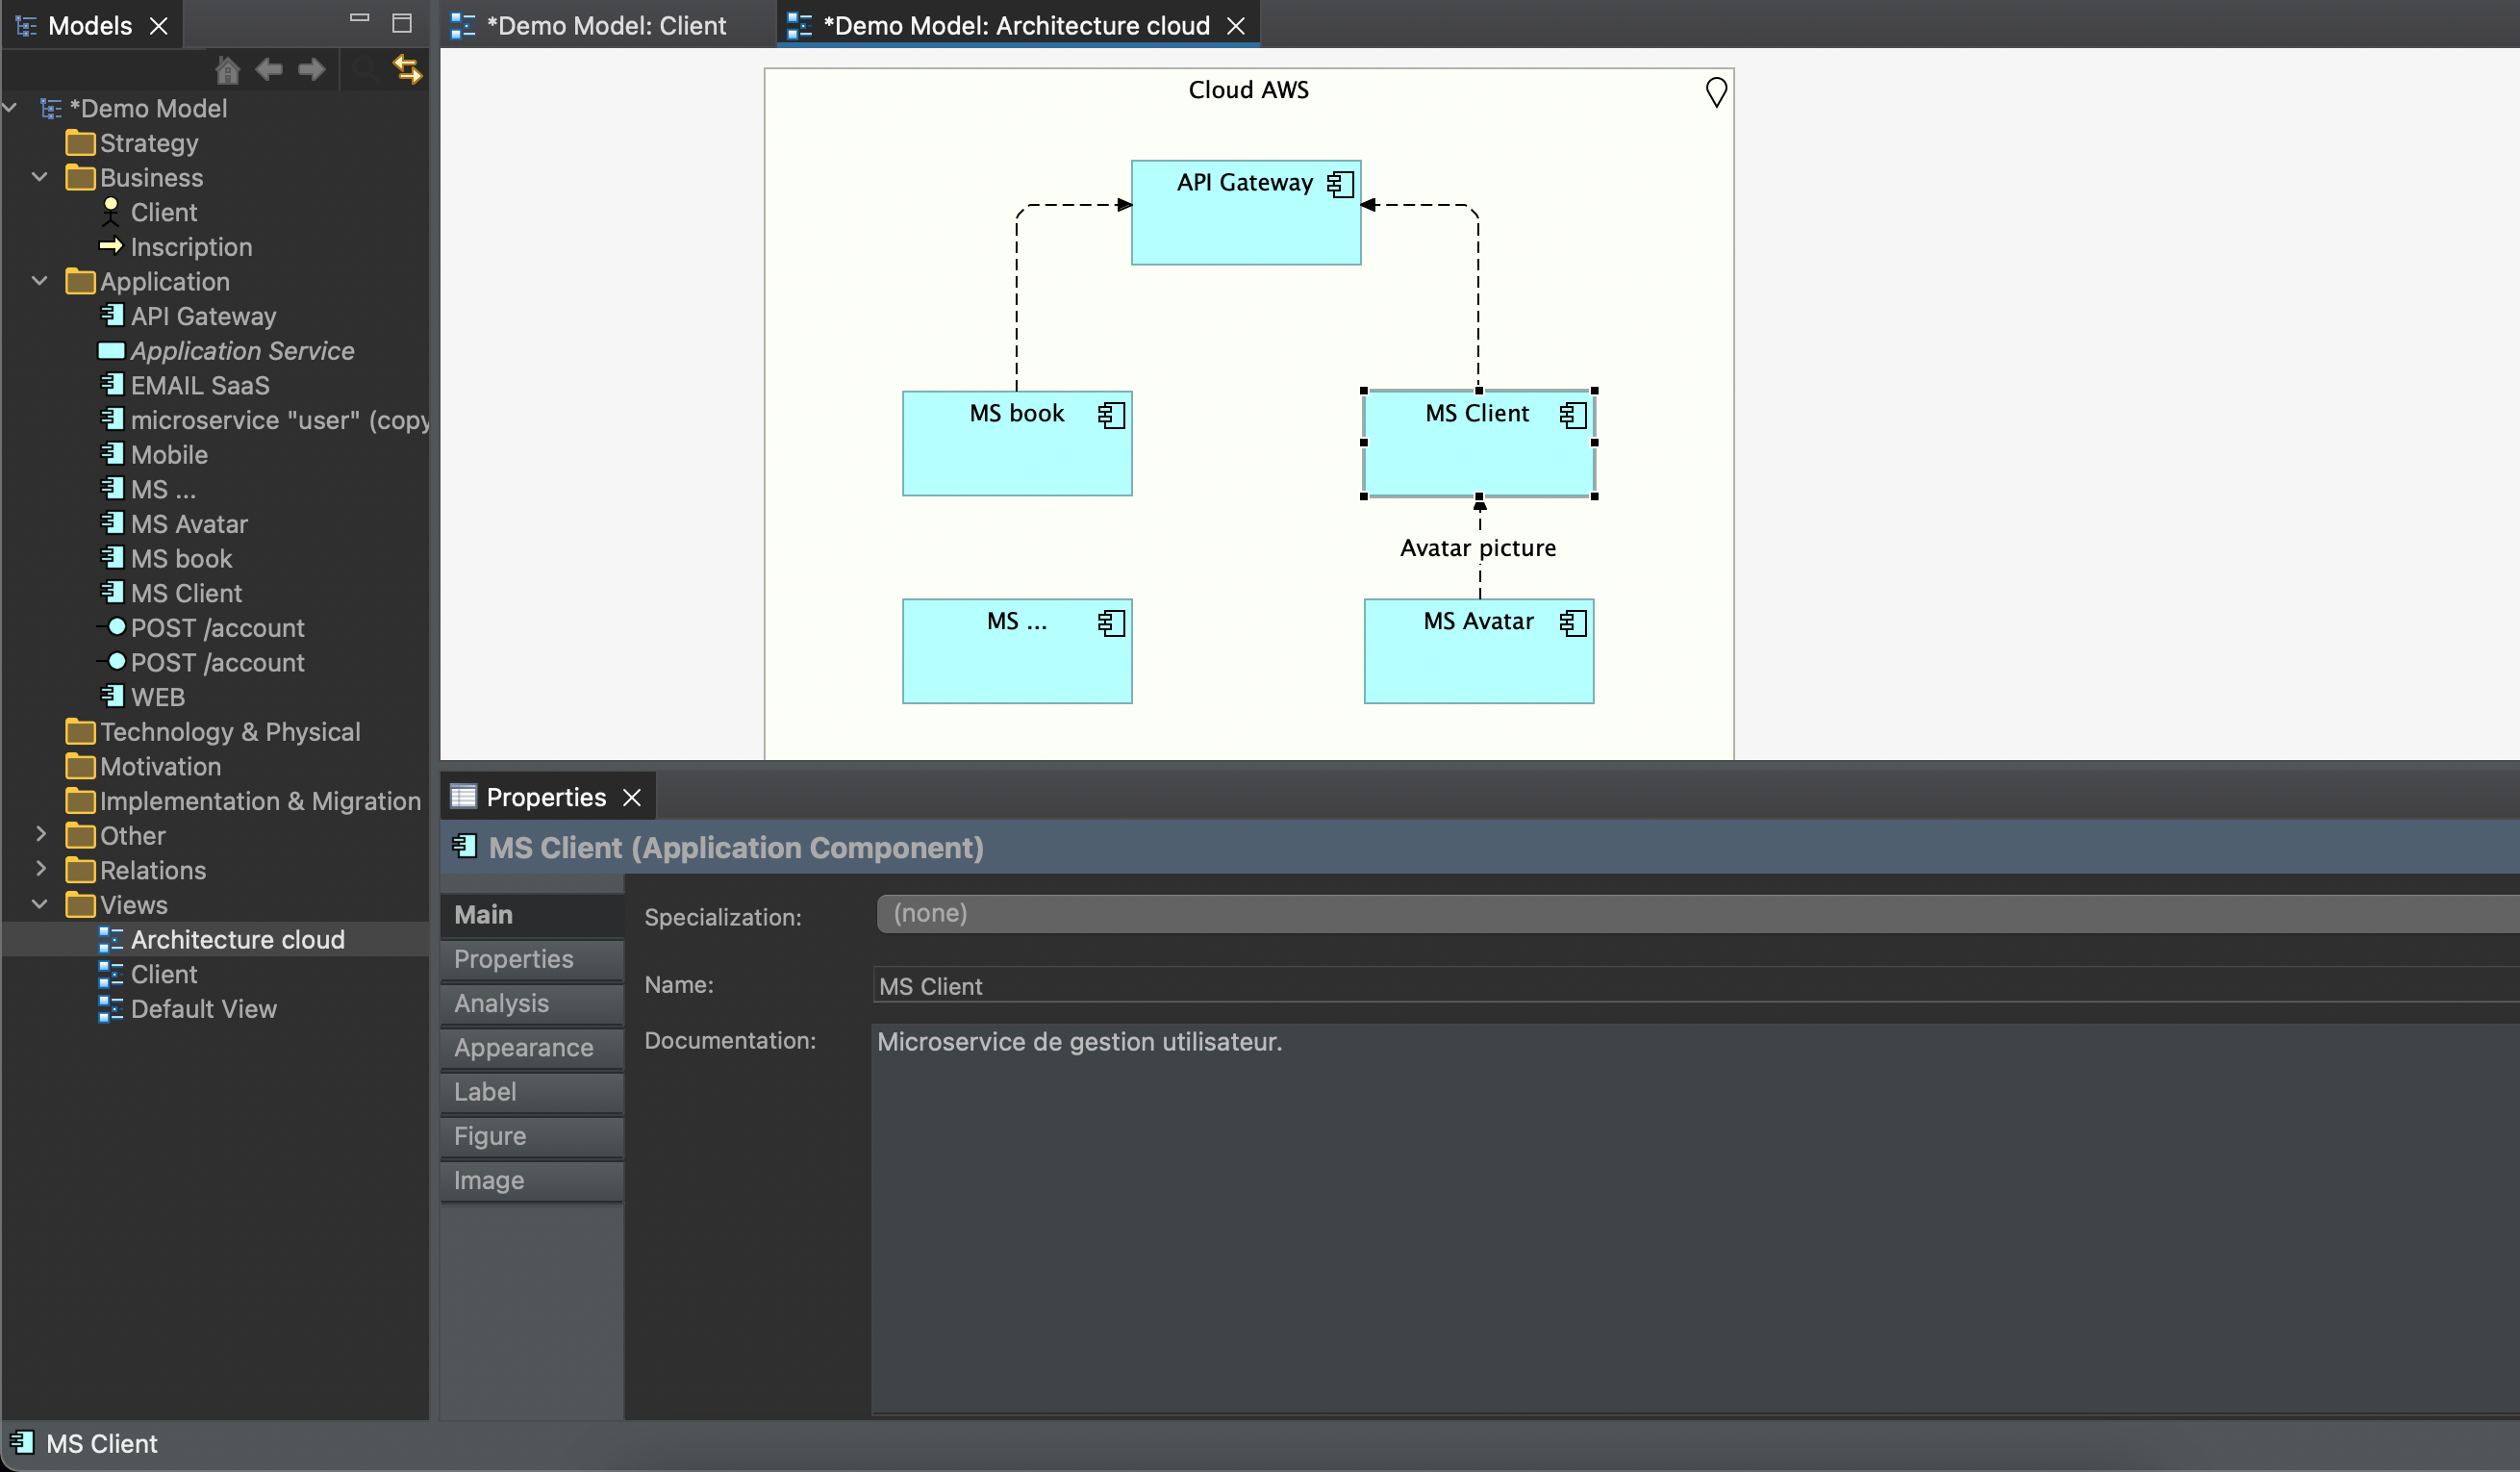 Models
*Demo Model: Client
*Demo Model: Architecture cloud
*Demo Model
Strategy
Business
Client
Inscription
Application
API Gateway
Application Service
EMAIL SaaS
microservice "user" (copy
Mobile
MS ...
MS Avatar
MS book
MS Client
POST /account
POST /account
WEB
Technology & Physical
Motivation
Implementation & Migration
Other
Relations
Views
Architecture cloud
Client
Default View
Cloud AWS
API Gateway
MS book
MS Client
Avatar picture
MS ...
MS Avatar
Properties
MS Client (Application Component)
Main
Properties
Analysis
Appearance
Label
Figure
Image
Specialization:
(none)
Name:
MS Client
Documentation:
Microservice de gestion utilisateur.
MS Client